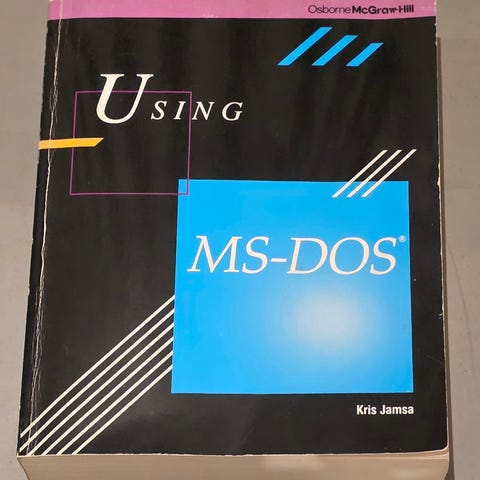 Osborne McGraw-Hill
USING
MS-DOS®
Kris Jamsa